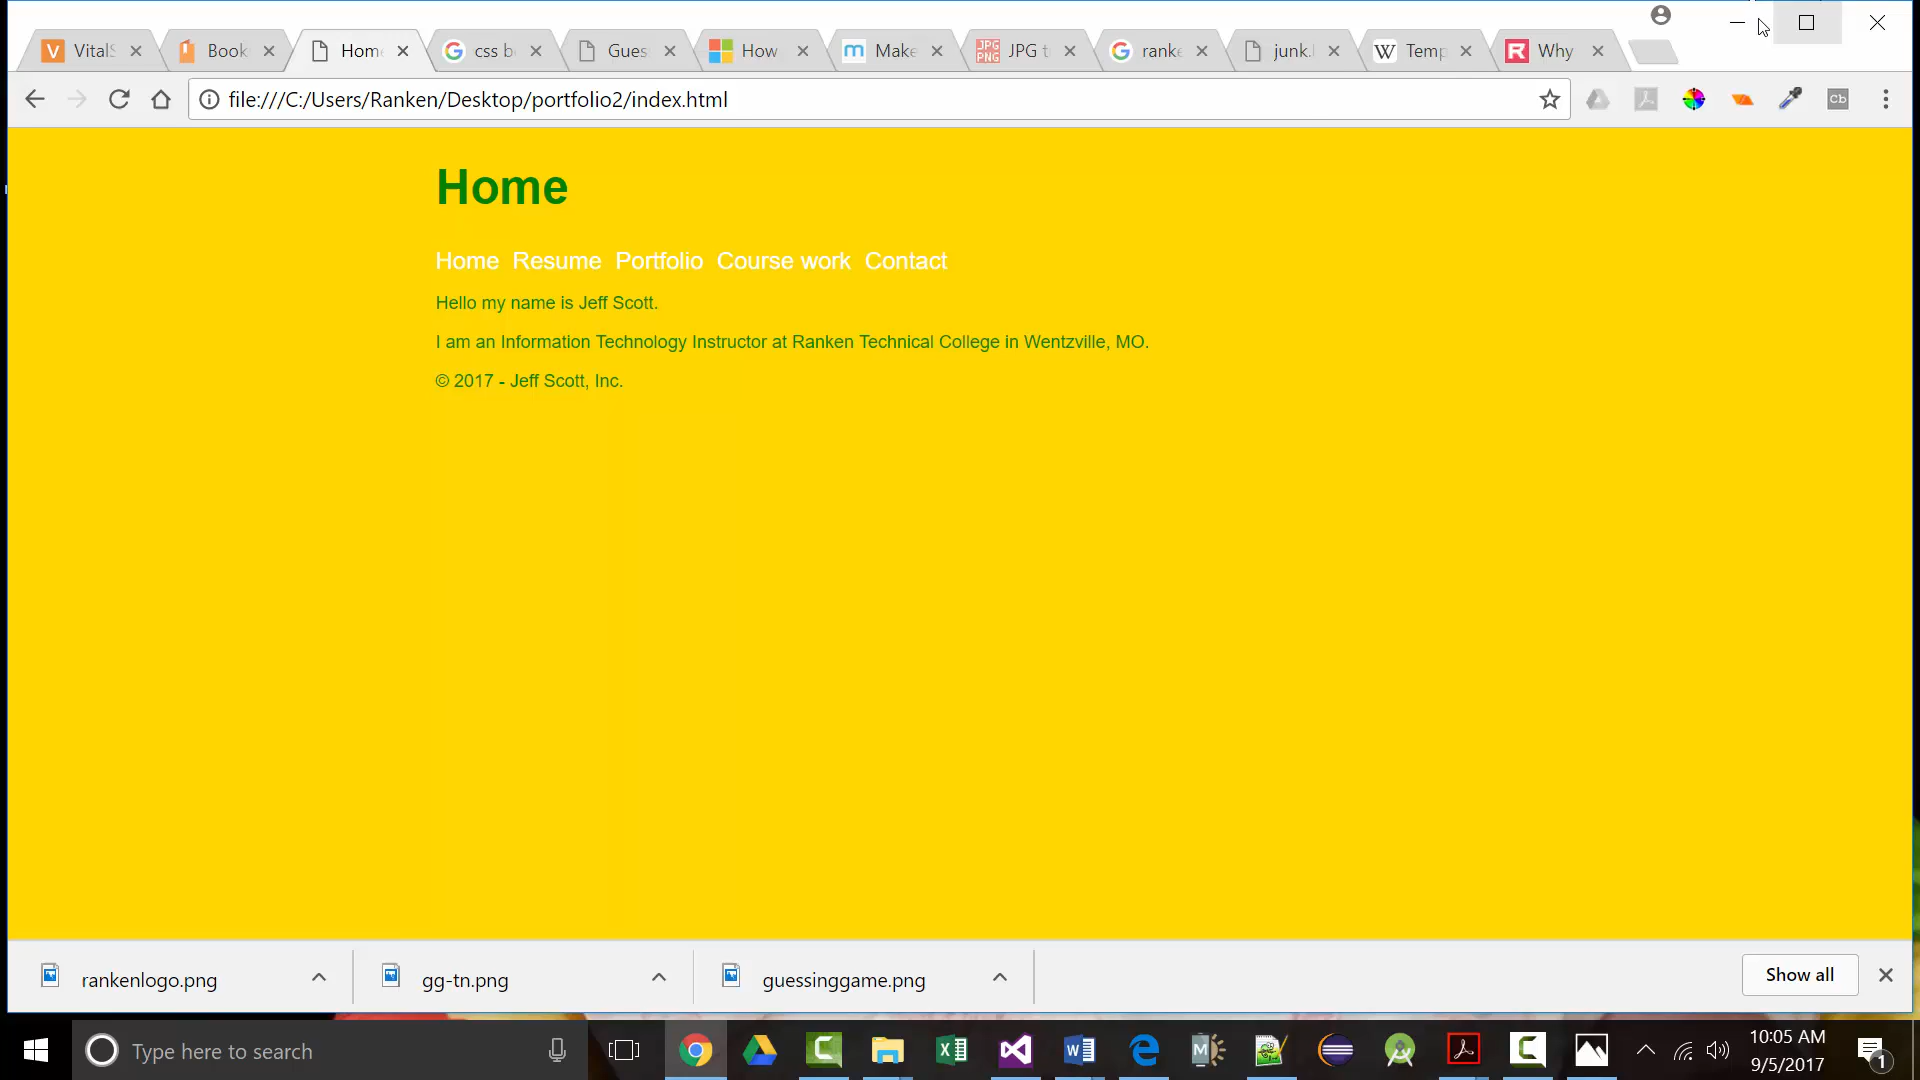 Vital Book Home css b Gues How Make JPG t ranke junk. Temp Why
file:///C:/Users/Ranken/Desktop/portfolio2/index.html
Home
Home Resume Portfolio Course work Contact
Hello my name is Jeff Scott.
I am an Information Technology Instructor at Ranken Technical College in Wentzville, MO.
© 2017 - Jeff Scott, Inc.
rankenlogo.png gg-tn.png guessinggame.png Show all
Type here to search
10:05 AM
9/5/2017
1